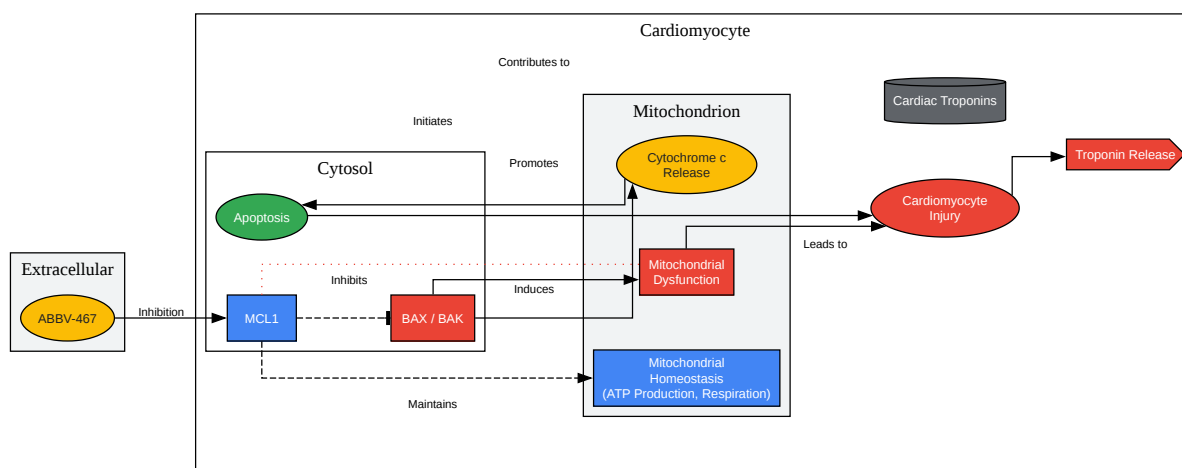 Cardiomyocyte
Contributes to
Cardiac Troponins
Mitochondrion
Initiates
Cytosol
Promotes
Cytochrome c
Release
Troponin Release
Apoptosis
Cardiomyocyte
Injury
Leads to
Extracellular
Inhibits
Mitochondrial
Dysfunction
Induces
ABBV-467
Inhibition
MCL1
BAX / BAK
Mitochondrial
Homeostasis
(ATP Production, Respiration)
Maintains